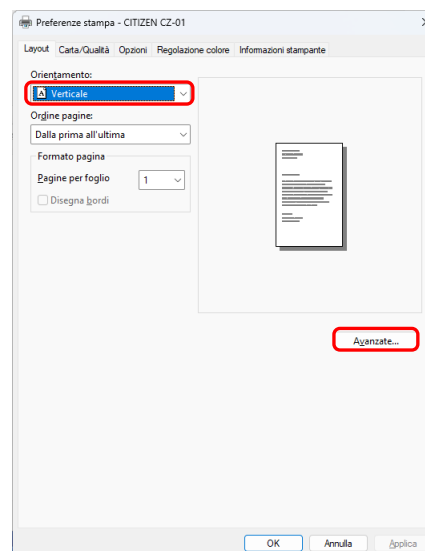 Preferenze stampa - CITIZEN CZ-01
Layout Carta/Qualità Opzioni Regolazione colore Informazioni stampante
Orientamento:
A Verticale
Ordine pagine:
Dalla prima all'ultima
Formato pagina
Pagine per foglio 1
Disegna bordi
Avanzate...
OK Annulla Applica